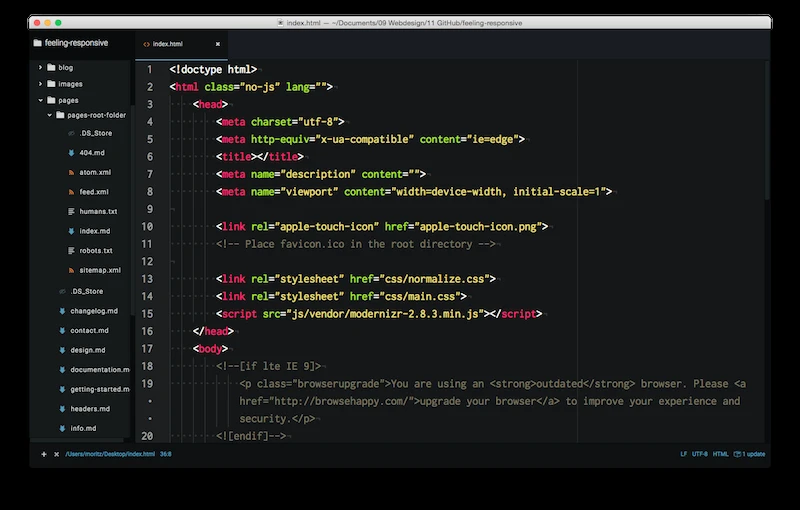 index.html — ~/Documents/09 Webdesign/11 GitHub/feeling-responsive
feeling-responsive
blog
images
pages
pages-root-folder
.DS_Store
404.md
atom.xml
feed.xml
humans.txt
index.md
robots.txt
sitemap.xml
.DS_Store
changelog.md
contact.md
design.md
documentation.m
getting-started.m
headers.md
info.md
index.html ×
1 <!doctype html>
2 <html class="no-js" lang="">
3 <head>
4 <meta charset="utf-8">
5 <meta http-equiv="x-ua-compatible" content="ie=edge">
6 <title></title>
7 <meta name="description" content="">
8 <meta name="viewport" content="width=device-width, initial-scale=1">
9
10 <link rel="apple-touch-icon" href="apple-touch-icon.png">
11 <!-- Place favicon.ico in the root directory -->
12
13 <link rel="stylesheet" href="css/normalize.css">
14 <link rel="stylesheet" href="css/main.css">
15 <script src="js/vendor/modernizr-2.8.3.min.js"></script>
16 </head>
17 <body>
18 <!--[if lte IE 9]>
19 <p class="browserupgrade">You are using an <strong>outdated</strong> browser. Please <a
• href="http://browsehappy.com/">upgrade your browser</a> to improve your experience and
• security.</p>
20 <![endif]-->
+ × /Users/moritz/Desktop/index.html 36:8 LF UTF-8 HTML 1 update